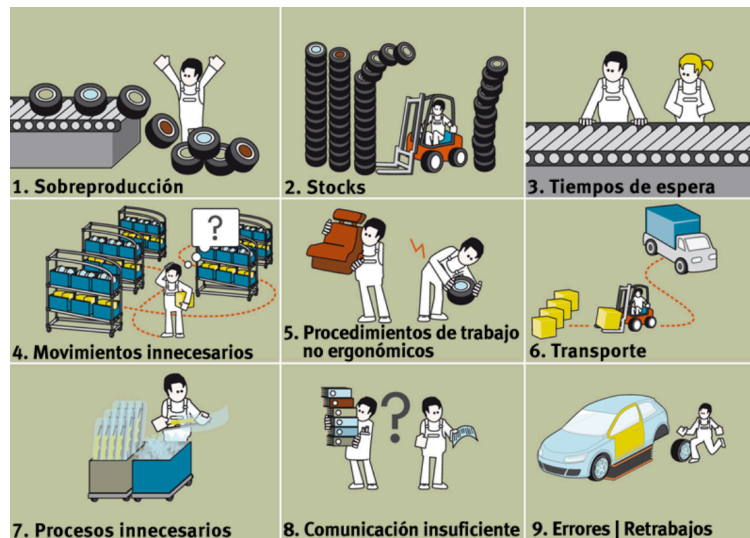 1. Sobreproducción
2. Stocks
3. Tiempos de espera
?
4. Movimientos innecesarios
5. Procedimientos de trabajo
no ergonómicos
6. Transporte
7. Procesos innecesarios
?
8. Comunicación insuficiente
9. Errores | Retrabajos